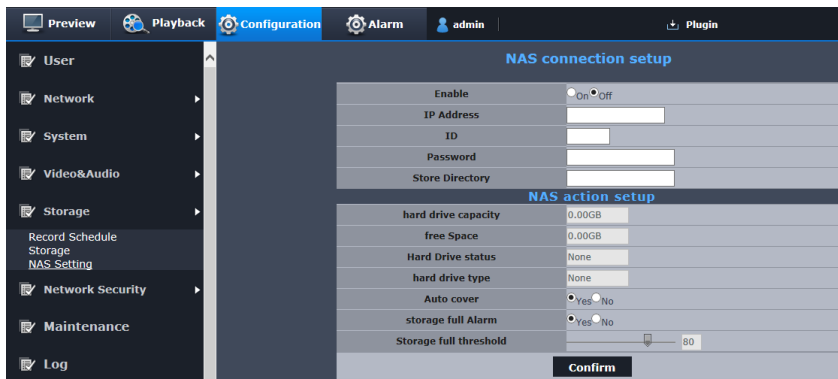 Preview Playback Configuration Alarm admin Plugin
User
Network
System
Video&Audio
Storage
Record Schedule
Storage
NAS Setting
Network Security
Maintenance
Log
NAS connection setup
Enable On Off
IP Address
ID
Password
Store Directory
NAS action setup
hard drive capacity 0.00GB
free Space 0.00GB
Hard Drive status None
hard drive type None
Auto cover Yes No
storage full Alarm Yes No
Storage full threshold 80
Confirm